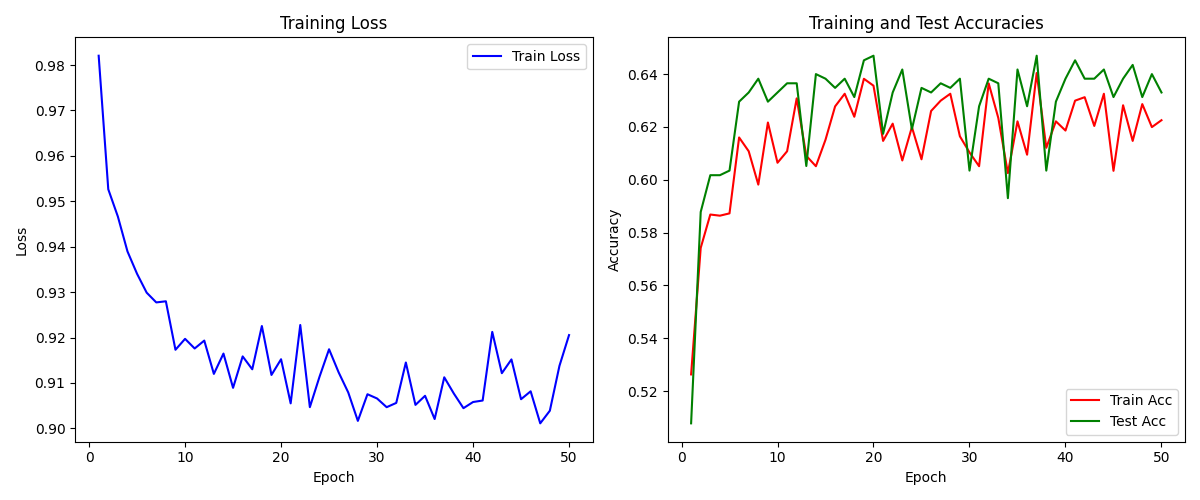 Training Loss
Train Loss
0.98
0.97
0.96
0.95
0.94
0.93
0.92
0.91
0.90
Loss
0 10 20 30 40 50
Epoch
Training and Test Accuracies
0.64
0.62
0.60
0.58
0.56
0.54
0.52
Accuracy
Train Acc
Test Acc
0 10 20 30 40 50
Epoch